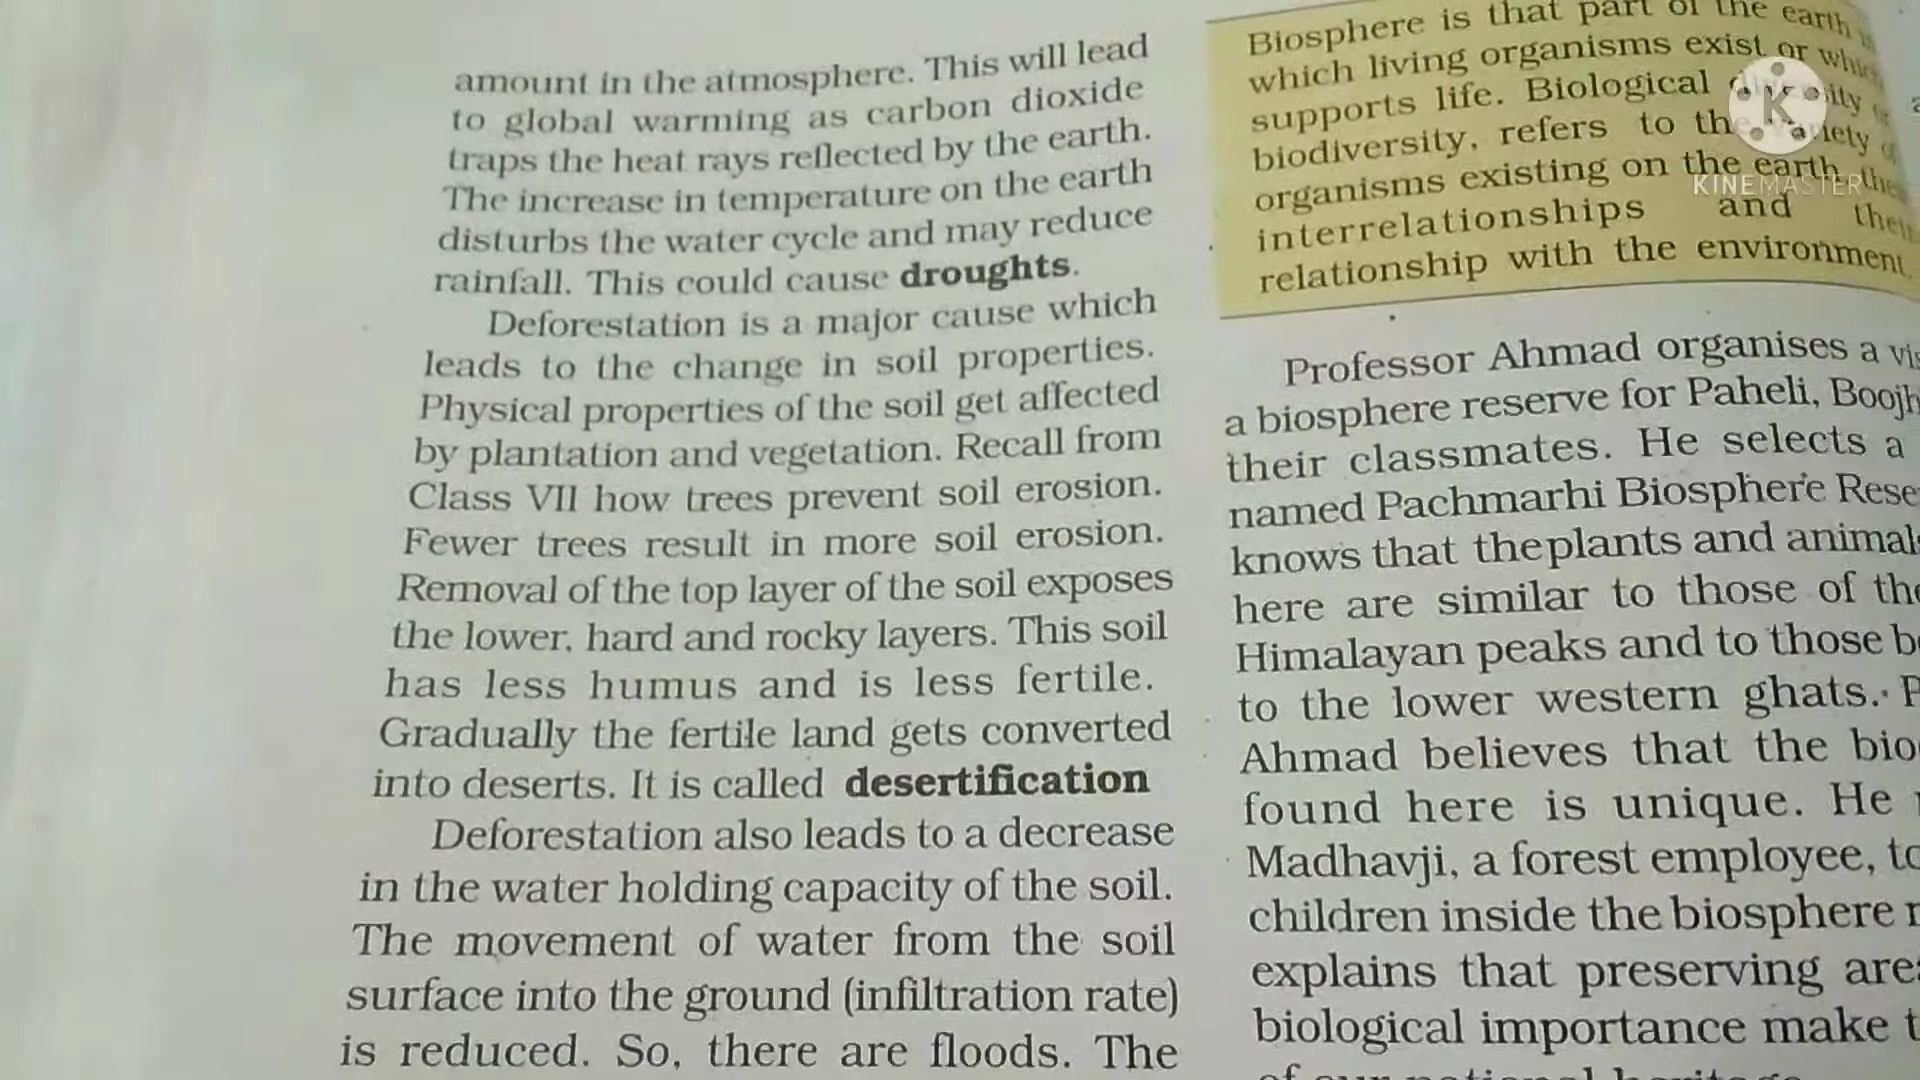 amount in the atmosphere. This will lead
to global warming as carbon dioxide
traps the heat rays reflected by the earth.
The increase in temperature on the earth
disturbs the water cycle and may reduce
rainfall. This could cause droughts.
Deforestation is a major cause which
leads to the change in soil properties.
Physical properties of the soil get affected
by plantation and vegetation. Recall from
Class VII how trees prevent soil erosion.
Fewer trees result in more soil erosion.
Removal of the top layer of the soil exposes
the lower, hard and rocky layers. This soil
has less humus and is less fertile.
Gradually the fertile land gets converted
into deserts. It is called desertification
Deforestation also leads to a decrease
in the water holding capacity of the soil.
The movement of water from the soil
surface into the ground (infiltration rate)
is reduced. So, there are floods. The
Biosphere is that part of the earth
which living organisms exist or which
supports life. Biological
biodiversity, refers to the variety
organisms existing on the earth,
interrelationships and their
relationship with the environment.
Professor Ahmad organises a
a biosphere reserve for Paheli,
their classmates. He selects a
named Pachmarhi Biosphere
knows that theplants and
here are similar to those of
Himalayan peaks and to those
to the lower western ghats.
Ahmad believes that the
found here is unique. He
Madhavji, a forest employee,
children inside the biosphere
explains that preserving
biological importance make
of our national heritage.
K
KINEMASTER